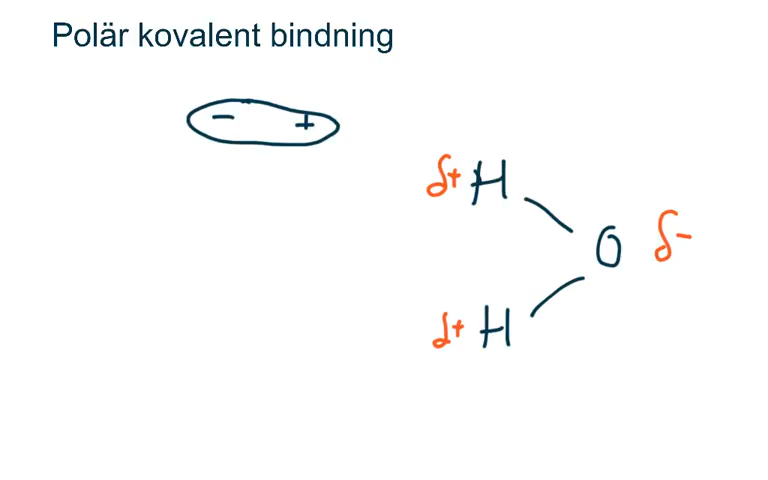 Polär kovalent bindning
- +
δ+ H
O δ-
δ+ H